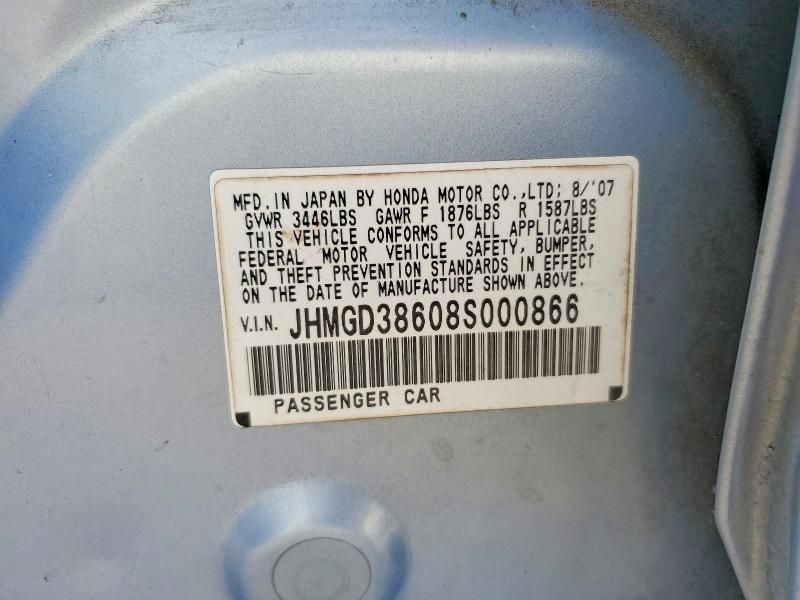 MFD. IN JAPAN BY HONDA MOTOR CO.,LTD; 8/'07
GVWR 3446LBS GAWR F 1876LBS R 1587LBS
THIS VEHICLE CONFORMS TO ALL APPLICABLE
FEDERAL MOTOR VEHICLE SAFETY, BUMPER,
AND THEFT PREVENTION STANDARDS IN EFFECT
ON THE DATE OF MANUFACTURE SHOWN ABOVE.
V.I.N. JHMGD38608S000866
PASSENGER CAR